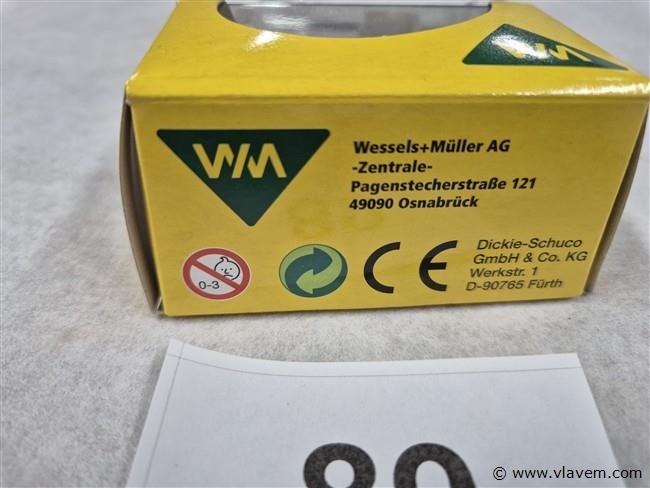 WM
WM
Wessels+Müller AG
-Zentrale-
Pagenstecherstraße 121
49090 Osnabrück
0-3
CE
Dickie-Schuco
GmbH & Co. KG
Werkstr. 1
D-90765 Fürth
© www.vlavem.com